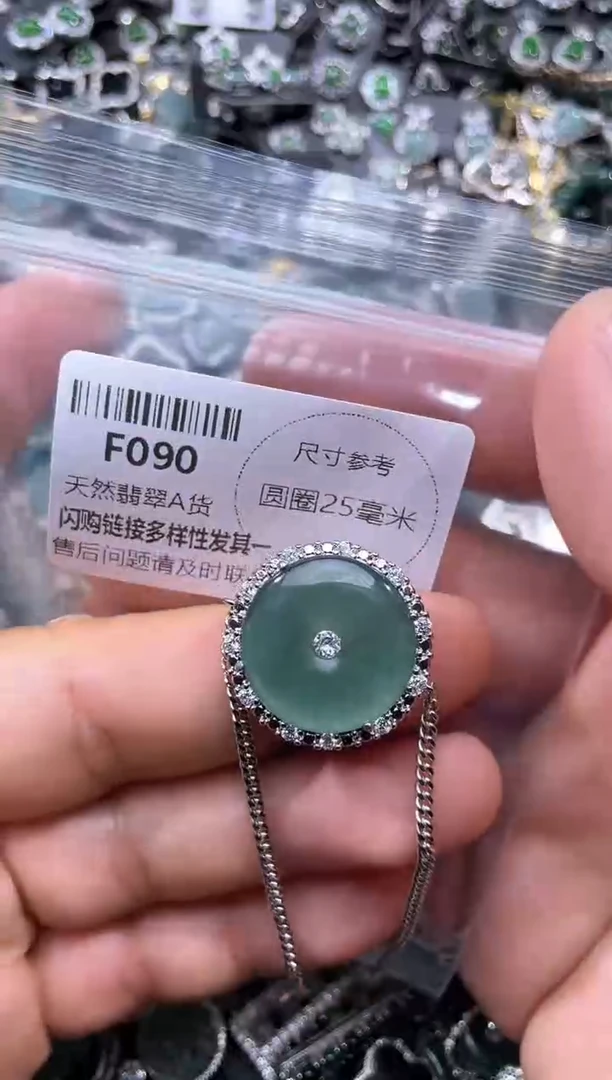 F090
天然翡翠A货
闪购链接多样性发其一
售后问题请及时联
尺寸参考
圆圈25毫米